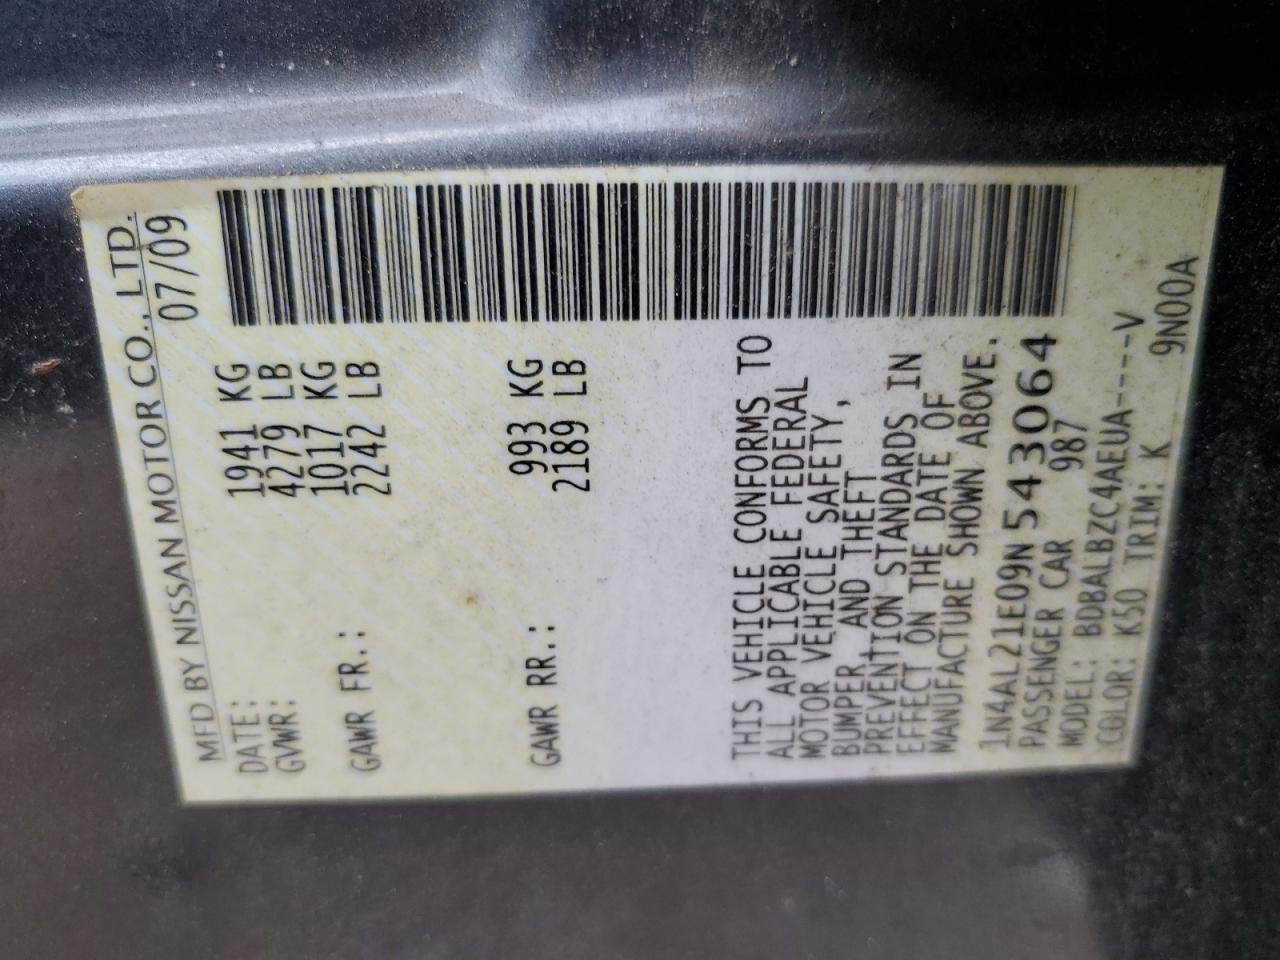 MFD BY NISSAN MOTOR CO., LTD.
DATE: 07/09
GVWR: 1941 KG
4279 LB
GAWR FR.: 1017 KG
2242 LB
GAWR RR.: 993 KG
2189 LB
THIS VEHICLE CONFORMS TO
ALL APPLICABLE FEDERAL
MOTOR VEHICLE SAFETY,
BUMPER, AND THEFT
PREVENTION STANDARDS IN
EFFECT ON THE DATE OF
MANUFACTURE SHOWN ABOVE.
1N4AL21E09N543064
PASSENGER CAR 987
MODEL: BDBALBZC4AEUA----V
COLOR: K50 TRIM: K 9N00A